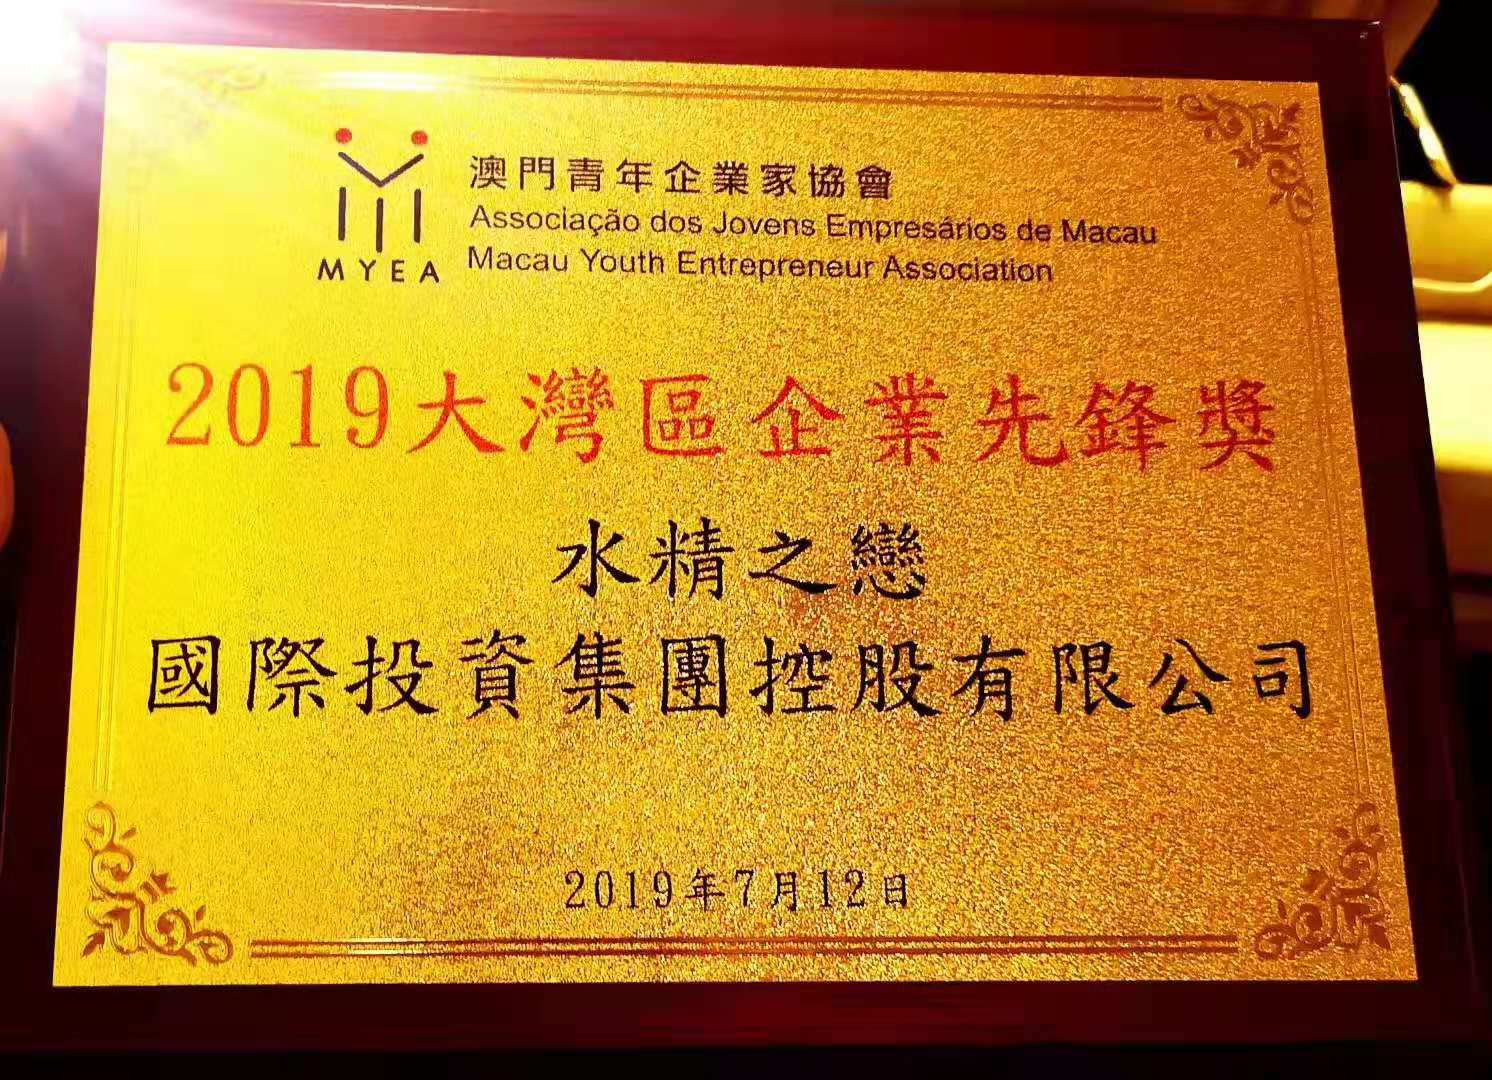 澳門青年企業家協會
Associação dos Jovens Empresários de Macau
Macau Youth Entrepreneur Association
MYEA
2019大灣區企業先鋒獎
水精之戀
國際投資集團控股有限公司
2019年7月12日